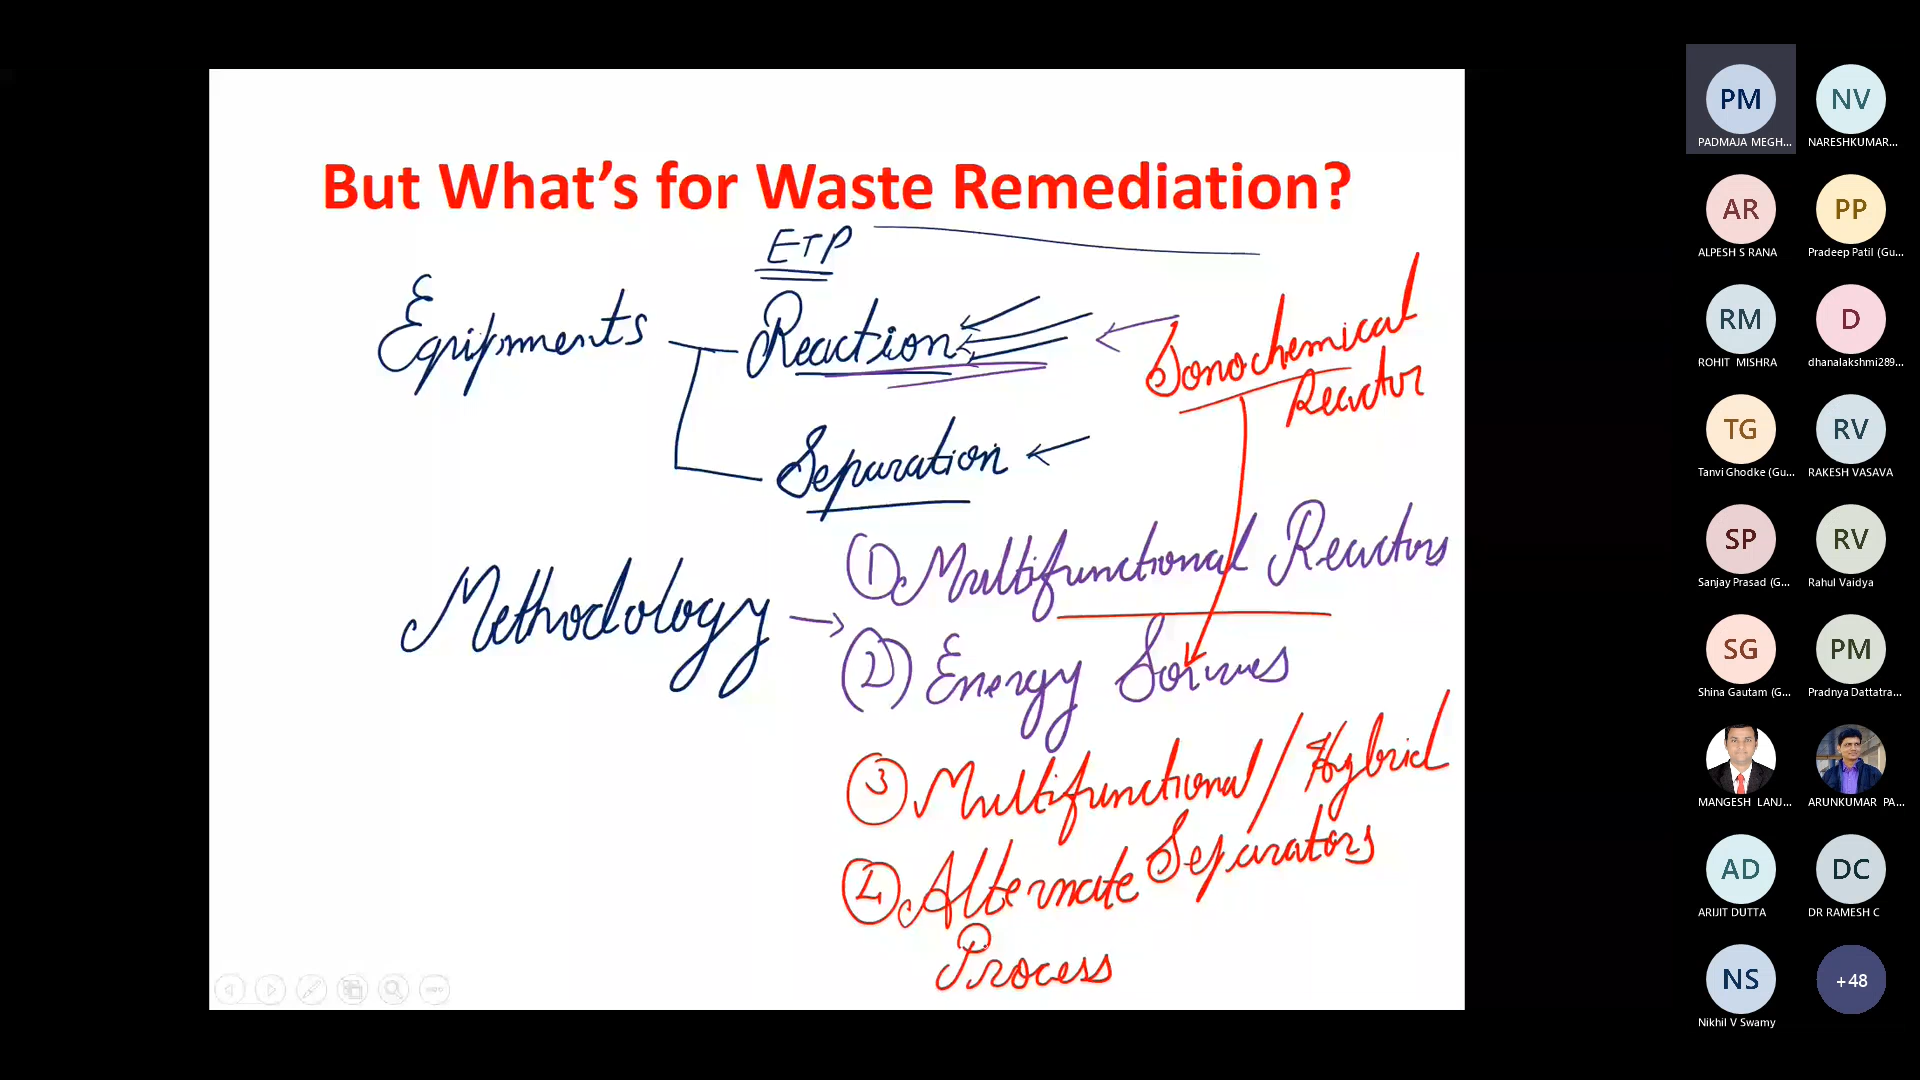 But What's for Waste Remediation?
ETP
Equipments
Reaction
Sonochemical
Reactor
Separation
Methodology
① Multifunctional Reactors
② Energy Sources
③ Multifunctional / Hybrid
Separators
④ Alternate
Process
PM
PADMAJA MEGH...
NV
NARESHKUMAR...
AR
ALPESH S RANA
PP
Pradeep Patil (Gu...
RM
ROHIT MISHRA
D
dhanalakshmi289...
TG
Tanvi Ghodke (Gu...
RV
RAKESH VASAVA
SP
Sanjay Prasad (G...
RV
Rahul Vaidya
SG
Shina Gautam (G...
PM
Pradnya Dattatra...
MANGESH LANJ...
ARUNKUMAR PA...
AD
ARIJIT DUTTA
DC
DR RAMESH C
NS
Nikhil V Swamy
+48